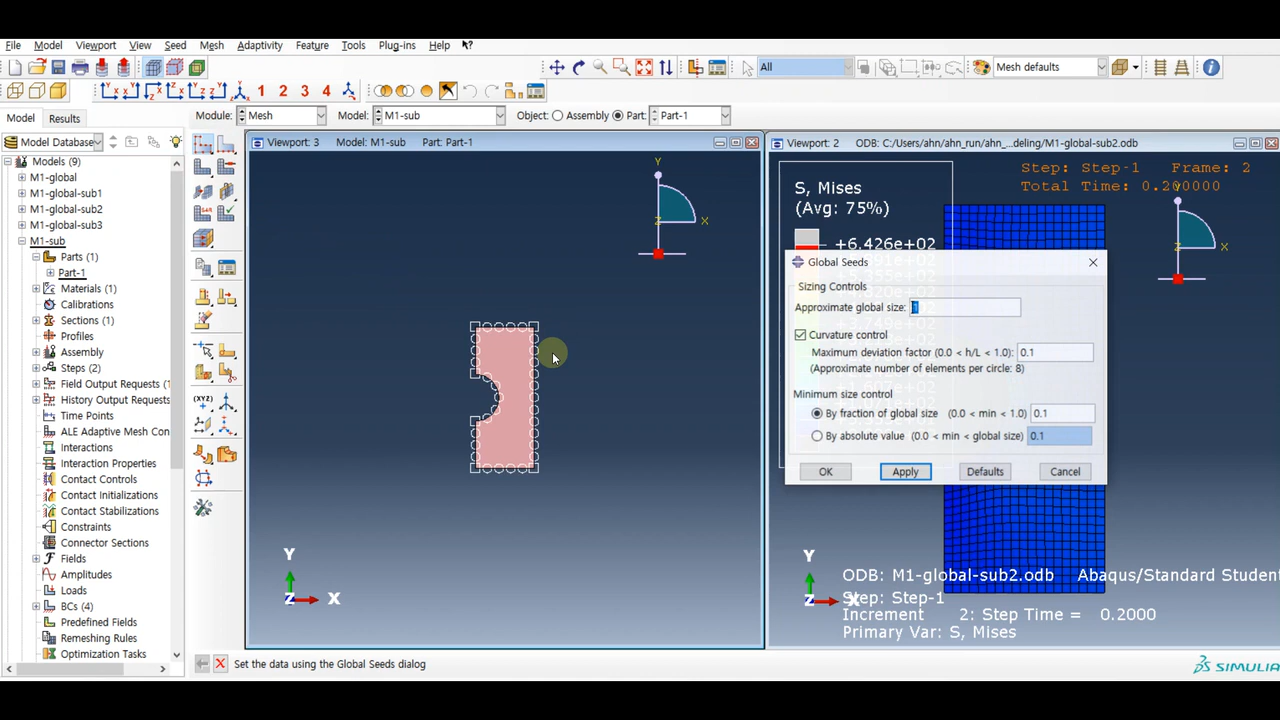 File Model Viewport View Seed Mesh Adaptivity Feature Tools Plug-ins Help
All Mesh defaults
1 2 3 4
Model Results Module: Mesh Model: M1-sub Object: Assembly Part: Part-1
Model Database
Viewport: 3 Model: M1-sub Part: Part-1
Viewport: 2 ODB: C:/Users/ahn_run/ahn_...deling/M1-global-sub2.odb
Models (9)
M1-global
M1-global-sub1
M1-global-sub2
M1-global-sub3
M1-sub
Parts (1)
Part-1
Materials (1)
Calibrations
Sections (1)
Profiles
Assembly
Steps (2)
Field Output Requests (1
History Output Requests
Time Points
ALE Adaptive Mesh Con
Interactions
Interaction Properties
Contact Controls
Contact Initializations
Contact Stabilizations
Constraints
Connector Sections
Fields
Amplitudes
Loads
BCs (4)
Predefined Fields
Remeshing Rules
Optimization Tasks
(XYZ)
Y
Z X
Y
Z X
S, Mises
(Avg: 75%)
+6.426e+02
Step: Step-1 Frame: 2
Total Time: 0.200000
Z X
Global Seeds
Sizing Controls
Approximate global size:
Curvature control
Maximum deviation factor (0.0 < h/L < 1.0): 0.1
(Approximate number of elements per circle: 8)
Minimum size control
By fraction of global size (0.0 < min < 1.0) 0.1
By absolute value (0.0 < min < global size) 0.1
OK Apply Defaults Cancel
Y
ODB: M1-global-sub2.odb Abaqus/Standard Student
Step: Step-1
Increment 2: Step Time = 0.2000
Primary Var: S, Mises
Set the data using the Global Seeds dialog
SIMULIA